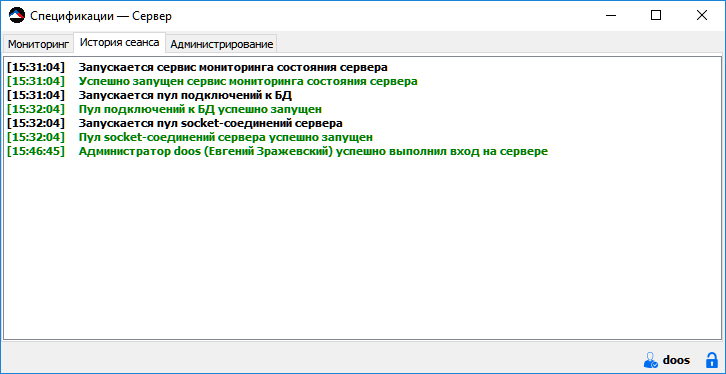 Спецификации — Сервер
Мониторинг История сеанса Администрирование
[15:31:04] Запускается сервис мониторинга состояния сервера
[15:31:04] Успешно запущен сервис мониторинга состояния сервера
[15:31:04] Запускается пул подключений к БД
[15:32:04] Пул подключений к БД успешно запущен
[15:32:04] Запускается пул socket-соединений сервера
[15:32:04] Пул socket-соединений сервера успешно запущен
[15:46:45] Администратор doos (Евгений Зражевский) успешно выполнил вход на сервере
doos